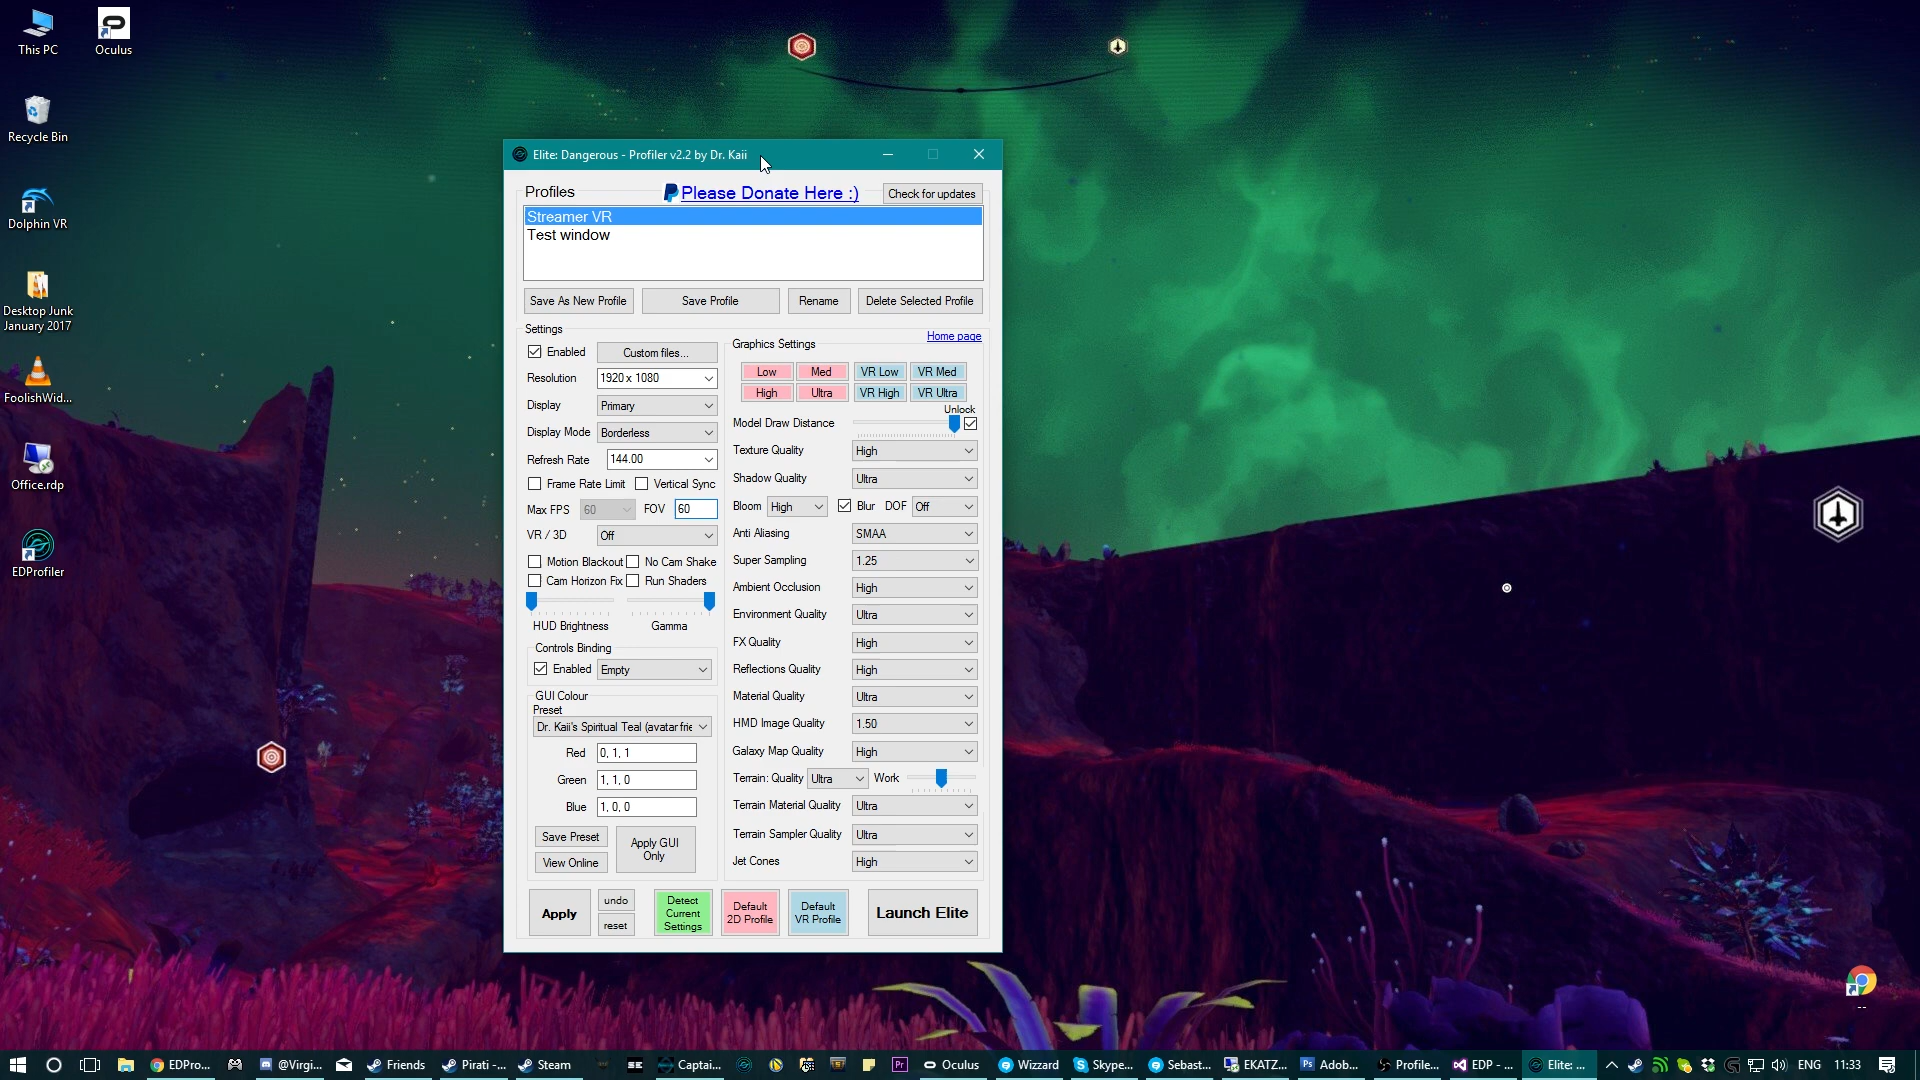 This PC
Oculus
Recycle Bin
Dolphin VR
Desktop Junk
January 2017
FoolishWid...
Office.rdp
EDProfiler
Elite: Dangerous - Profiler v2.2 by Dr. Kaii
Profiles
Please Donate Here :)
Check for updates
Streamer VR
Test window
Save As New Profile
Save Profile
Rename
Delete Selected Profile
Settings
Home page
Enabled
Custom files...
Resolution
1920 x 1080
Display
Primary
Display Mode
Borderless
Refresh Rate
144.00
Frame Rate Limit
Vertical Sync
Max FPS
60
FOV
60
VR / 3D
Off
Motion Blackout
No Cam Shake
Cam Horizon Fix
Run Shaders
HUD Brightness
Gamma
Controls Binding
Enabled
Empty
GUI Colour
Preset
Dr. Kaii's Spiritual Teal (avatar frie
Red
0, 1, 1
Green
1, 1, 0
Blue
1, 0, 0
Save Preset
View Online
Apply GUI
Only
Graphics Settings
Low
Med
VR Low
VR Med
High
Ultra
VR High
VR Ultra
Unlock
Model Draw Distance
Texture Quality
High
Shadow Quality
Ultra
Bloom
High
Blur
DOF
Off
Anti Aliasing
SMAA
Super Sampling
1.25
Ambient Occlusion
High
Environment Quality
Ultra
FX Quality
High
Reflections Quality
High
Material Quality
Ultra
HMD Image Quality
1.50
Galaxy Map Quality
High
Terrain: Quality
Ultra
Work
Terrain Material Quality
Ultra
Terrain Sampler Quality
Ultra
Jet Cones
High
Apply
undo
reset
Detect
Current
Settings
Default
2D Profile
Default
VR Profile
Launch Elite
--
EDPro...
@Virgi...
Friends
Pirati -...
Steam
Captai...
Pr
Oculus
Wizzard
Skype...
Sebast...
EKATZ...
Ps
Adob...
Profile...
EDP - ...
Elite: ...
ENG
11:33